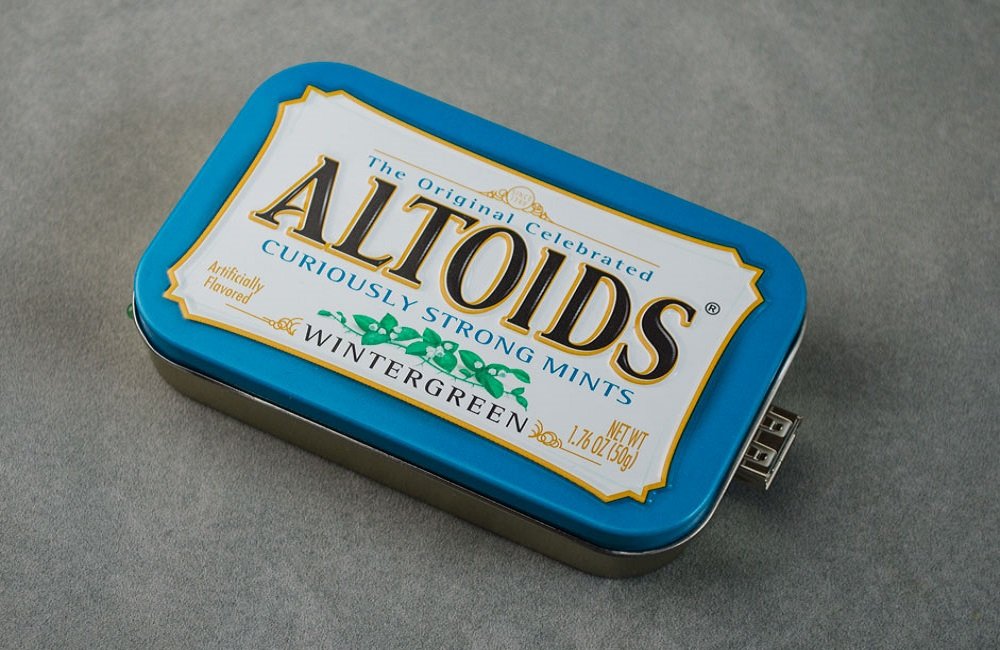 The Original Celebrated
ALTOIDS®
CURIOUSLY STRONG MINTS
Artificially
Flavored
WINTERGREEN
NET WT.
1.76 OZ (50g)